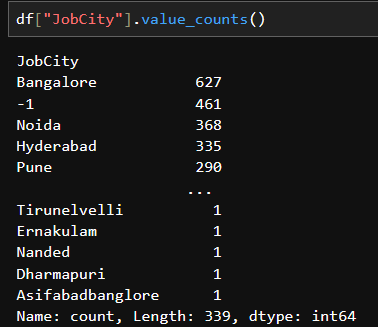 df["JobCity"].value_counts()
JobCity
Bangalore 627
-1 461
Noida 368
Hyderabad 335
Pune 290
...
Tirunelvelli 1
Ernakulam 1
Nanded 1
Dharmapuri 1
Asifabadbanglore 1
Name: count, Length: 339, dtype: int64